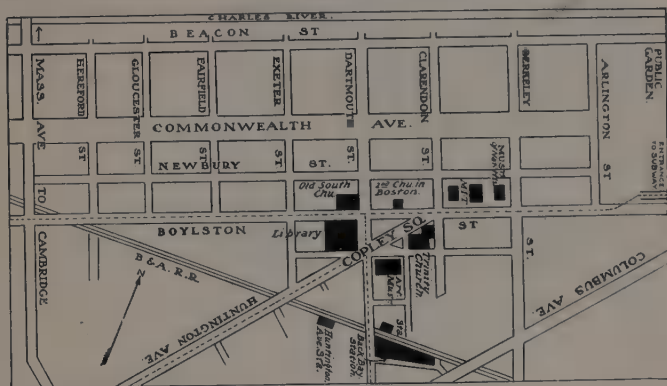 CHARLES RIVER.
BEACON ST
MASS. AVE TO CAMBRIDGE
HEREFORD ST
GLOUCESTER ST
FAIRFIELD ST
EXETER ST
DARTMOUTH ST.
CLARENDON ST
BERKELEY ST.
ARLINGTON ST
PUBLIC GARDEN.
ENTRANCE TO SUBWAY
COMMONWEALTH AVE.
NEWBURY ST.
Old South Chu.
1st Chu. in Boston.
M.I.T.
BOYLSTON ST
Library
COPLEY SQ
Trinity Church.
Art Mus.
B & A. R.R.
N
HUNTINGTON AVE.
Huntington Ave. Sta.
Back Bay Station.
Sta.
COLUMBUS AVE.